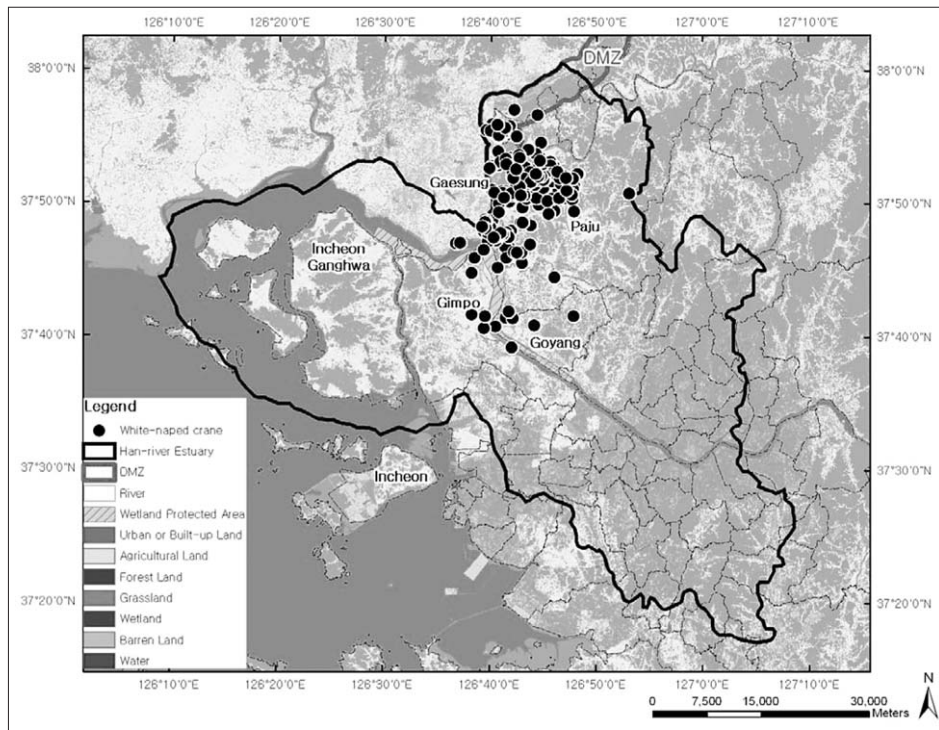 126°10'0"E 126°20'0"E 126°30'0"E 126°40'0"E 126°50'0"E 127°0'0"E 127°10'0"E
38°0'0"N
DMZ
38°0'0"N
Gaesung
37°50'0"N
37°50'0"N
Paju
Incheon
Ganghwa
Gimpo
37°40'0"N
37°40'0"N
Goyang
Legend
White-naped crane
Han-river Estuary
DMZ
River
Wetland Protected Area
Urban or Built-up Land
Agricultural Land
Forest Land
Grassland
Wetland
Barren Land
Water
Incheon
37°30'0"N
37°30'0"N
37°20'0"N
37°20'0"N
126°10'0"E 126°20'0"E 126°30'0"E 126°40'0"E 126°50'0"E 127°0'0"E 127°10'0"E
N
0 7,500 15,000 30,000
Meters